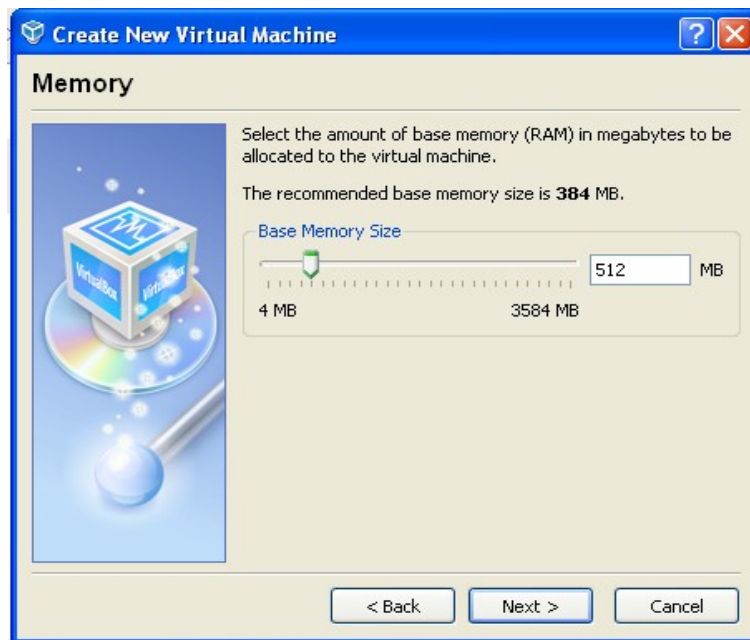 Create New Virtual Machine
Memory
Select the amount of base memory (RAM) in megabytes to be
allocated to the virtual machine.
The recommended base memory size is 384 MB.
Base Memory Size
512 MB
4 MB 3584 MB
VirtualBox VirtualBox
< Back Next > Cancel